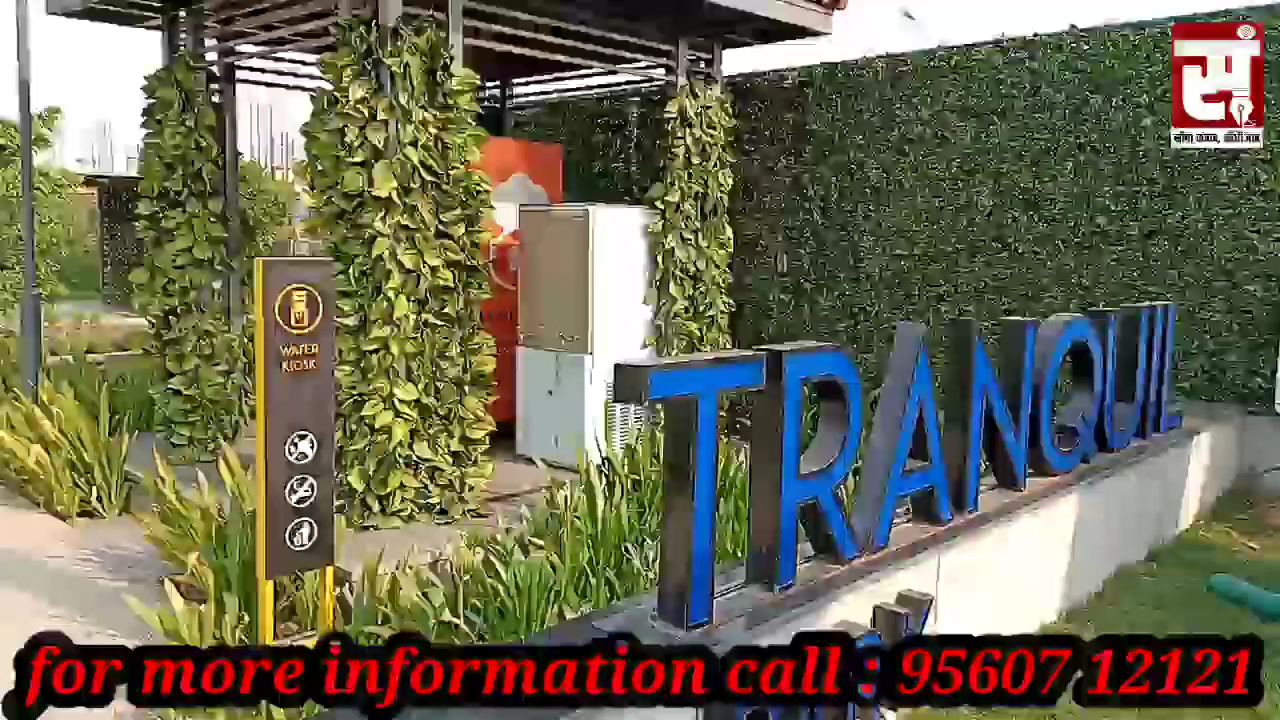 सं
WATER
KIOSK
TRANQUIL
for more information call : 95607 12121